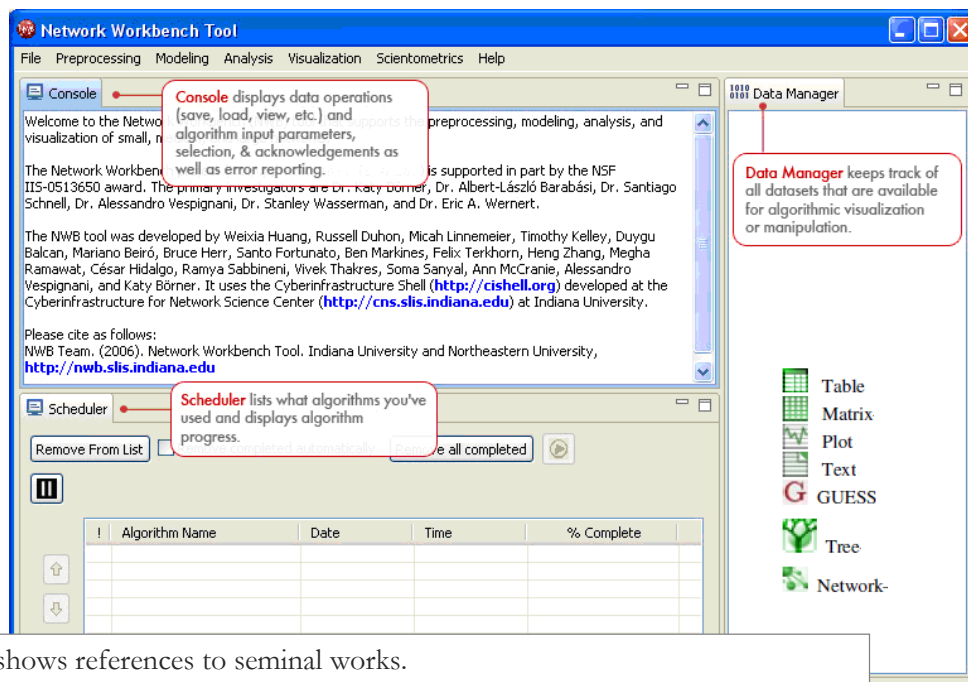 Network Workbench Tool
File Preprocessing Modeling Analysis Visualization Scientometrics Help
Console
Console displays data operations
(save, load, view, etc.) and
algorithm input parameters,
selection, & acknowledgements as
well as error reporting.
Welcome to the Netwo supports the preprocessing, modeling, analysis, and
visualization of small, m
The Network Workben is supported in part by the NSF
IIS-0513650 award. The primary investigators are Dr. Katy Börner, Dr. Albert-László Barabási, Dr. Santiago
Schnell, Dr. Alessandro Vespignani, Dr. Stanley Wasserman, and Dr. Eric A. Wernert.
The NWB tool was developed by Weixia Huang, Russell Duhon, Micah Linnemeier, Timothy Kelley, Duygu
Balcan, Mariano Beiró, Bruce Herr, Santo Fortunato, Ben Markines, Felix Terkhorn, Heng Zhang, Megha
Ramawat, César Hidalgo, Ramya Sabbineni, Vivek Thakres, Soma Sanyal, Ann McCranie, Alessandro
Vespignani, and Katy Börner. It uses the Cyberinfrastructure Shell (http://cishell.org) developed at the
Cyberinfrastructure for Network Science Center (http://cns.slis.indiana.edu) at Indiana University.
Please cite as follows:
NWB Team. (2006). Network Workbench Tool. Indiana University and Northeastern University,
http://nwb.slis.indiana.edu
Data Manager
Data Manager keeps track of
all datasets that are available
for algorithmic visualization
or manipulation.
Table
Matrix
Plot
Text
GUESS
Tree
Network-
Scheduler
Scheduler lists what algorithms you've
used and displays algorithm
progress.
Remove From List Remove completed automatically Remove all completed
! Algorithm Name Date Time % Complete
shows references to seminal works.